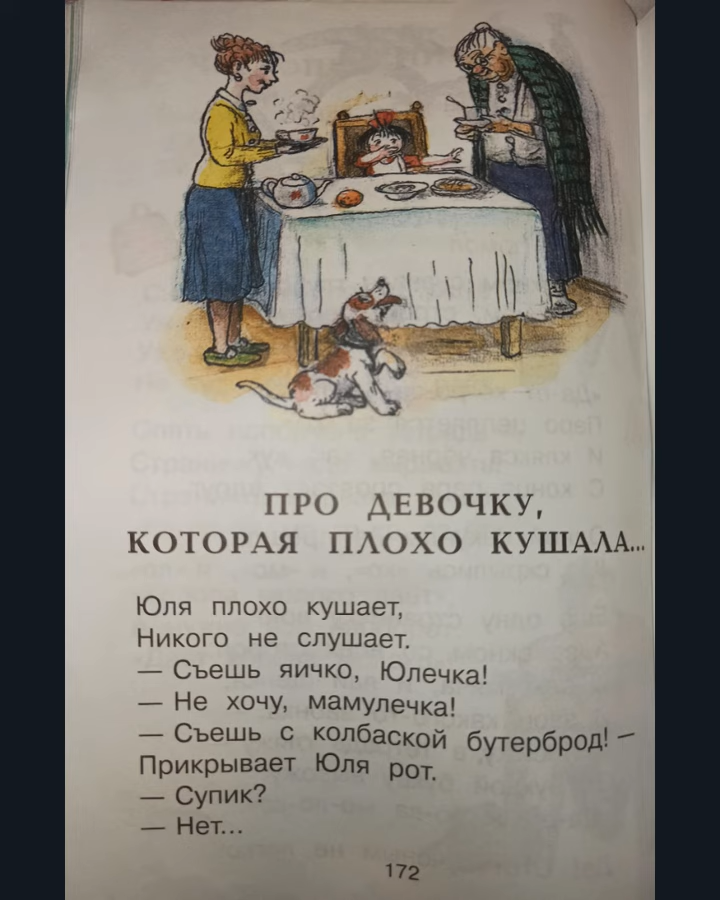 ПРО ДЕВОЧКУ,
КОТОРАЯ ПЛОХО КУШАЛА...
Юля плохо кушает,
Никого не слушает.
— Съешь яичко, Юлечка!
— Не хочу, мамулечка!
— Съешь с колбаской бутерброд! —
Прикрывает Юля рот.
— Супик?
— Нет...
172